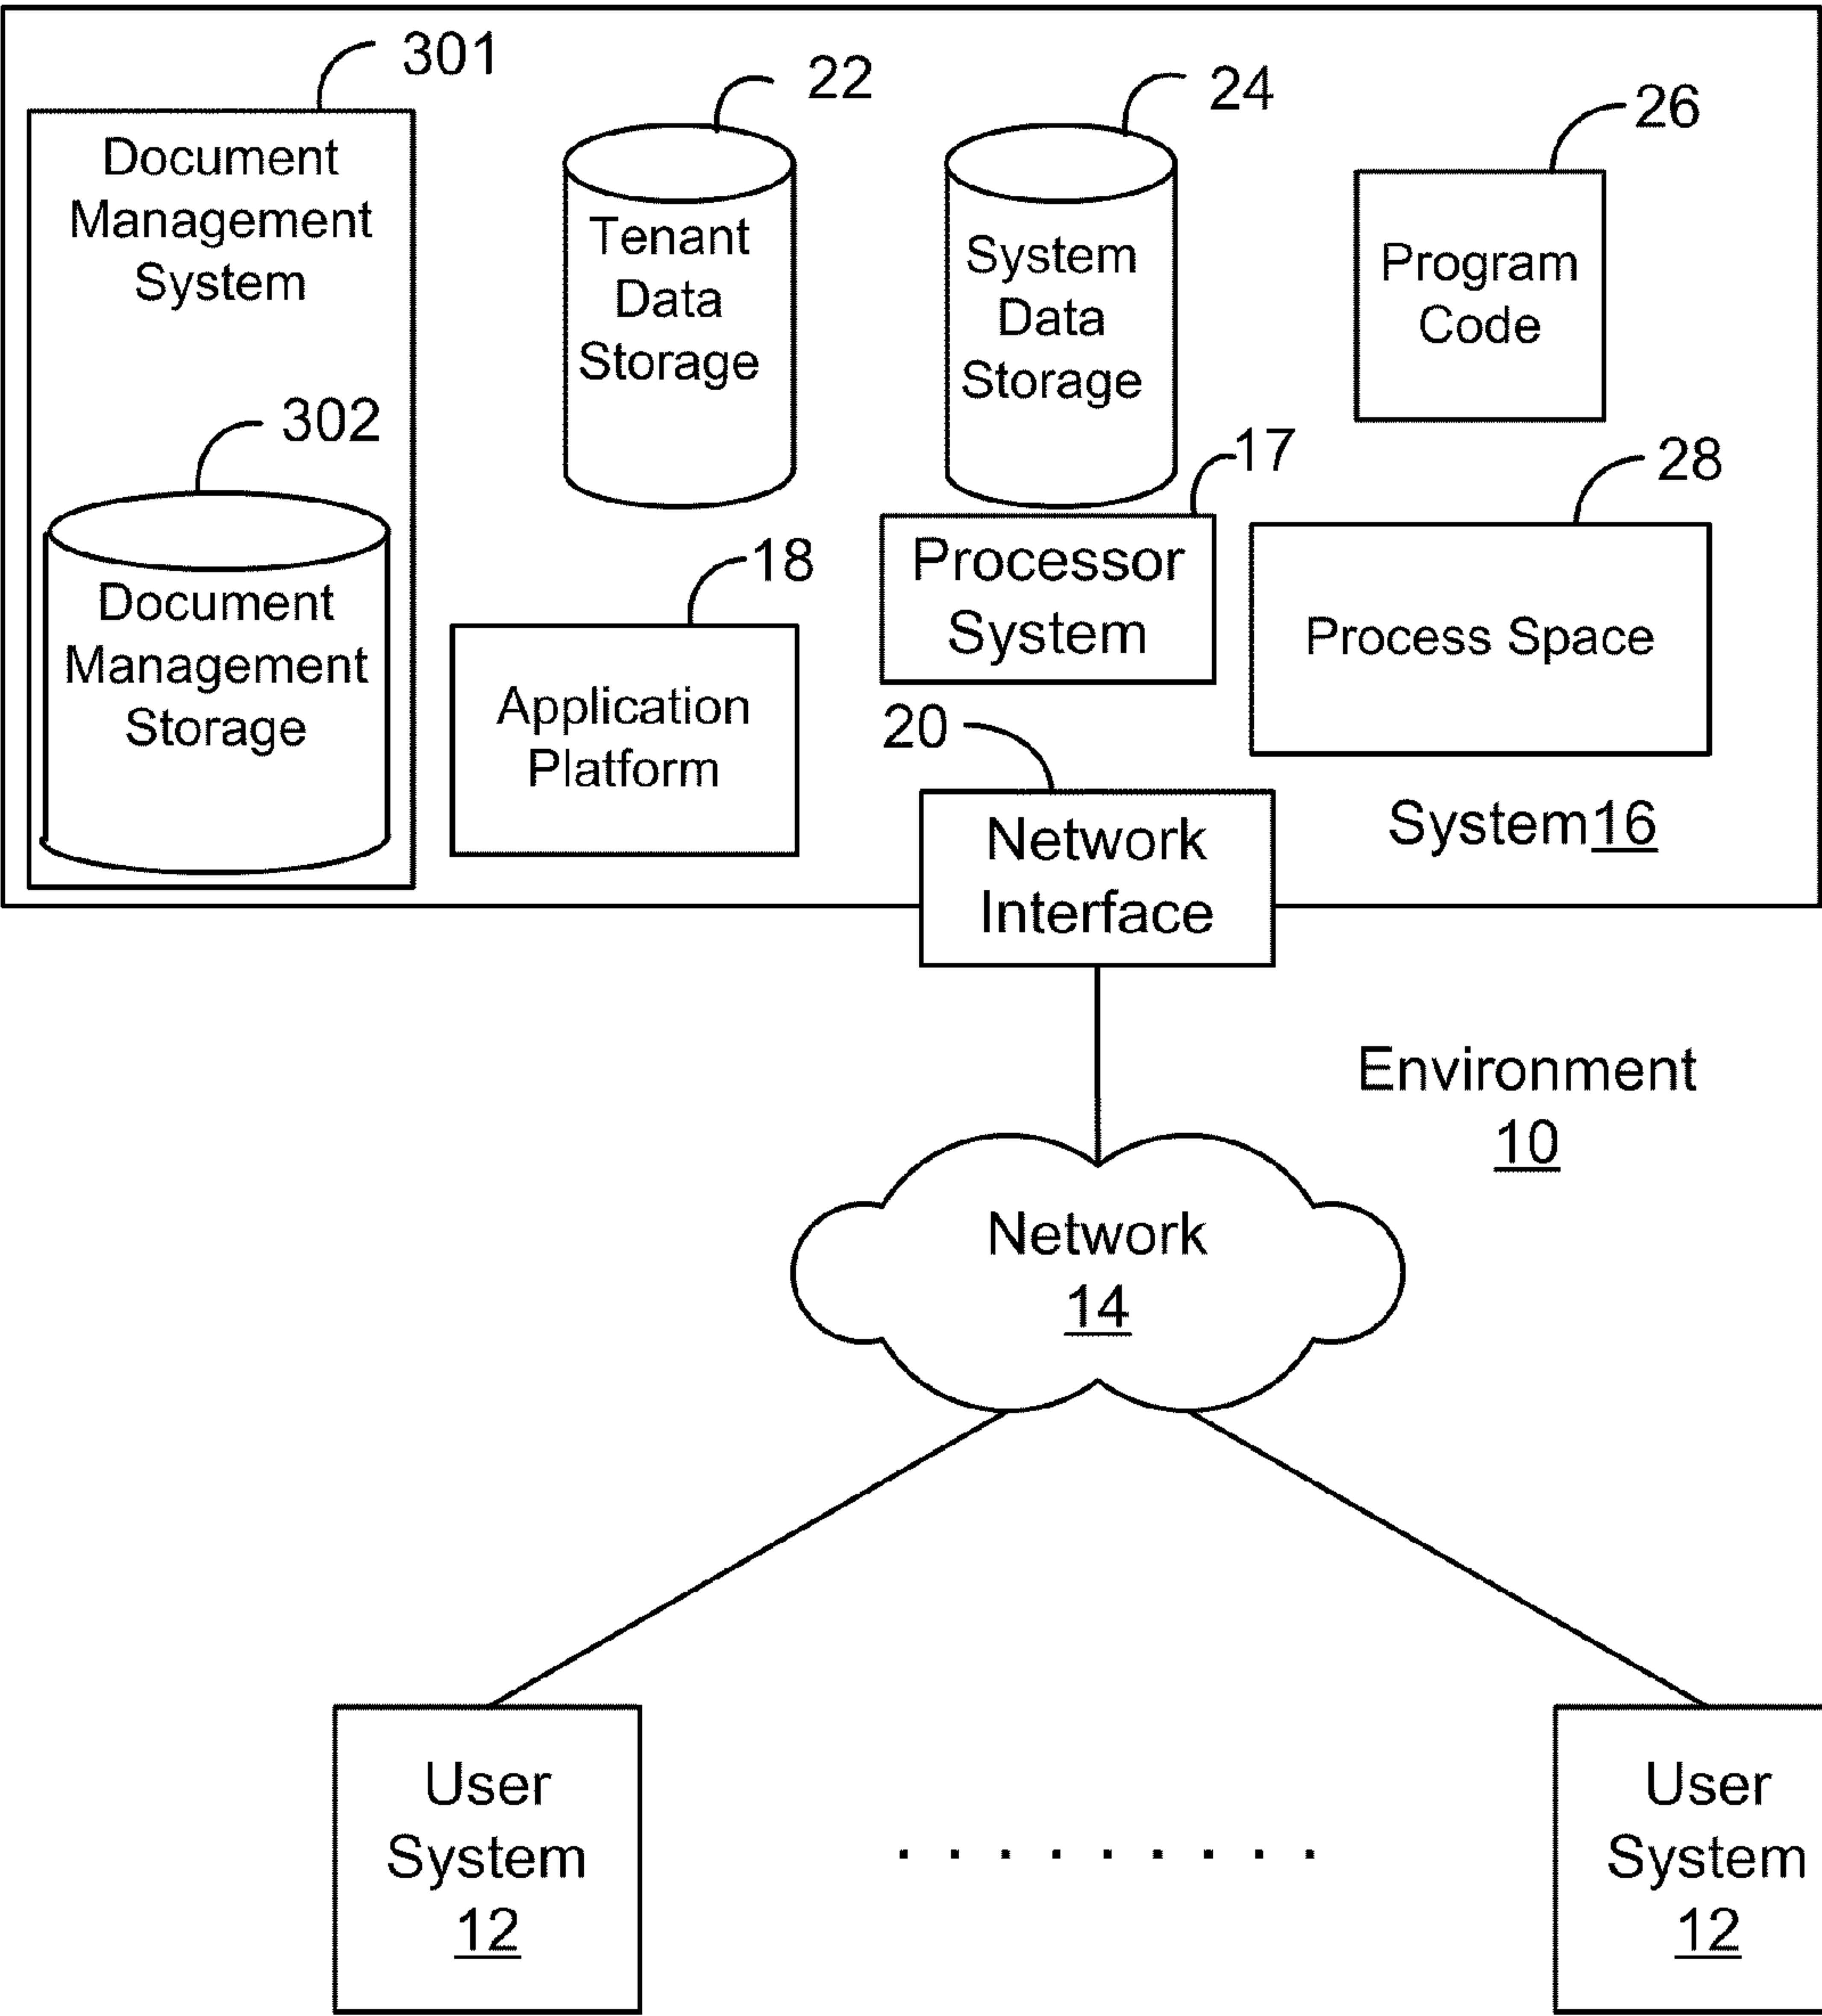 301
Document
Management
System
302
Document
Management
Storage
22
Tenant
Data
Storage
24
System
Data
Storage
26
Program
Code
17
Processor
System
28
Process Space
18
Application
Platform
20
Network
Interface
System16
Environment
10
Network
14
User
System
12
. . . . . . . . .
User
System
12